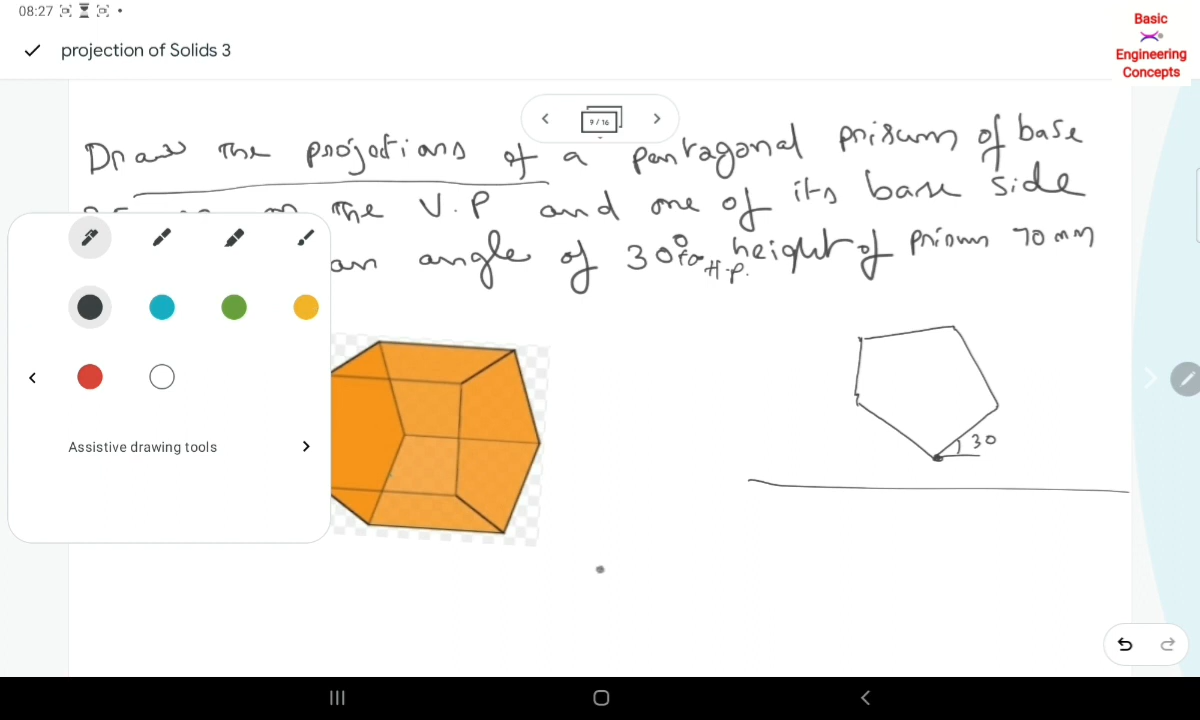 08:27
projection of Solids 3
Basic
Engineering
Concepts
9 / 16
Draw The projections of a pentagonal prism of base
The V.P and one of its base side
an angle of 30° to H.P. height of prism 70 mm
30
Assistive drawing tools